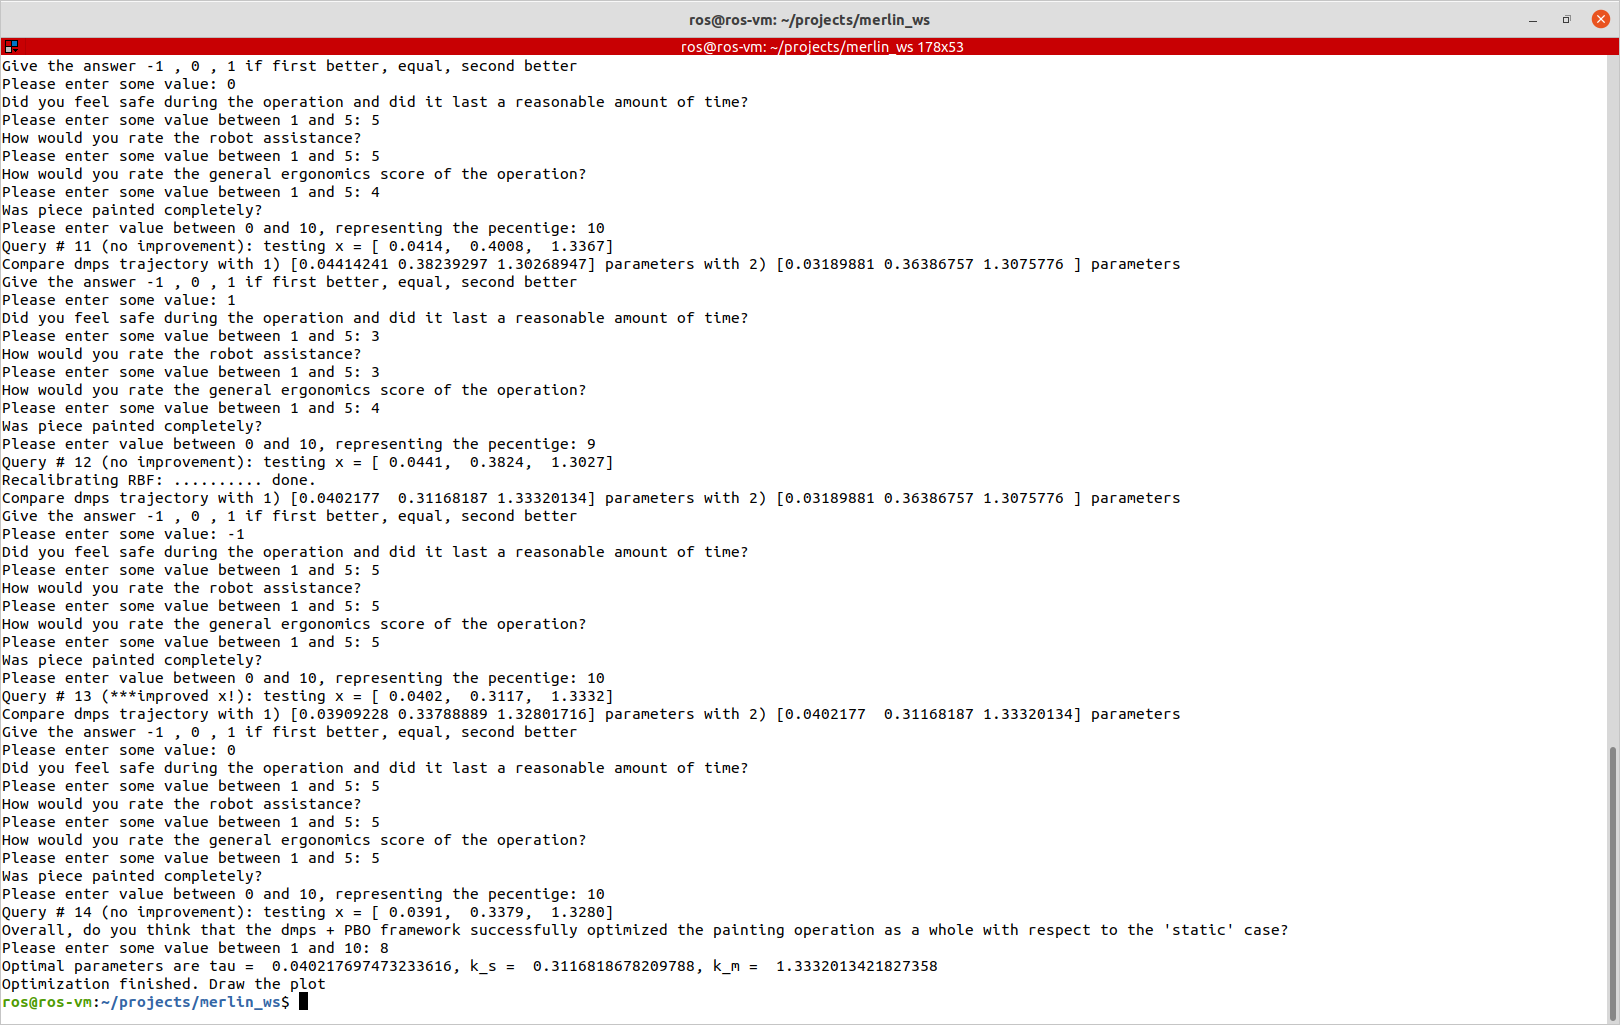 ros@ros-vm: ~/projects/merlin_ws
ros@ros-vm: ~/projects/merlin_ws 178x53
Give the answer -1 , 0 , 1 if first better, equal, second better
Please enter some value: 0
Did you feel safe during the operation and did it last a reasonable amount of time?
Please enter some value between 1 and 5: 5
How would you rate the robot assistance?
Please enter some value between 1 and 5: 5
How would you rate the general ergonomics score of the operation?
Please enter some value between 1 and 5: 4
Was piece painted completely?
Please enter value between 0 and 10, representing the pecentige: 10
Query # 11 (no improvement): testing x = [ 0.0414,  0.4008,  1.3367]
Compare dmps trajectory with 1) [0.04414241 0.38239297 1.30268947] parameters with 2) [0.03189881 0.36386757 1.3075776 ] parameters
Give the answer -1 , 0 , 1 if first better, equal, second better
Please enter some value: 1
Did you feel safe during the operation and did it last a reasonable amount of time?
Please enter some value between 1 and 5: 3
How would you rate the robot assistance?
Please enter some value between 1 and 5: 3
How would you rate the general ergonomics score of the operation?
Please enter some value between 1 and 5: 4
Was piece painted completely?
Please enter value between 0 and 10, representing the pecentige: 9
Query # 12 (no improvement): testing x = [ 0.0441,  0.3824,  1.3027]
Recalibrating RBF: .......... done.
Compare dmps trajectory with 1) [0.0402177  0.31168187 1.33320134] parameters with 2) [0.03189881 0.36386757 1.3075776 ] parameters
Give the answer -1 , 0 , 1 if first better, equal, second better
Please enter some value: -1
Did you feel safe during the operation and did it last a reasonable amount of time?
Please enter some value between 1 and 5: 5
How would you rate the robot assistance?
Please enter some value between 1 and 5: 5
How would you rate the general ergonomics score of the operation?
Please enter some value between 1 and 5: 5
Was piece painted completely?
Please enter value between 0 and 10, representing the pecentige: 10
Query # 13 (***improved x!): testing x = [ 0.0402,  0.3117,  1.3332]
Compare dmps trajectory with 1) [0.03909228 0.33788889 1.32801716] parameters with 2) [0.0402177  0.31168187 1.33320134] parameters
Give the answer -1 , 0 , 1 if first better, equal, second better
Please enter some value: 0
Did you feel safe during the operation and did it last a reasonable amount of time?
Please enter some value between 1 and 5: 5
How would you rate the robot assistance?
Please enter some value between 1 and 5: 5
How would you rate the general ergonomics score of the operation?
Please enter some value between 1 and 5: 5
Was piece painted completely?
Please enter value between 0 and 10, representing the pecentige: 10
Query # 14 (no improvement): testing x = [ 0.0391,  0.3379,  1.3280]
Overall, do you think that the dmps + PBO framework successfully optimized the painting operation as a whole with respect to the 'static' case?
Please enter some value between 1 and 10: 8
Optimal parameters are tau =  0.040217697473233616, k_s =  0.3116818678209788, k_m =  1.3332013421827358
Optimization finished. Draw the plot
ros@ros-vm:~/projects/merlin_ws$